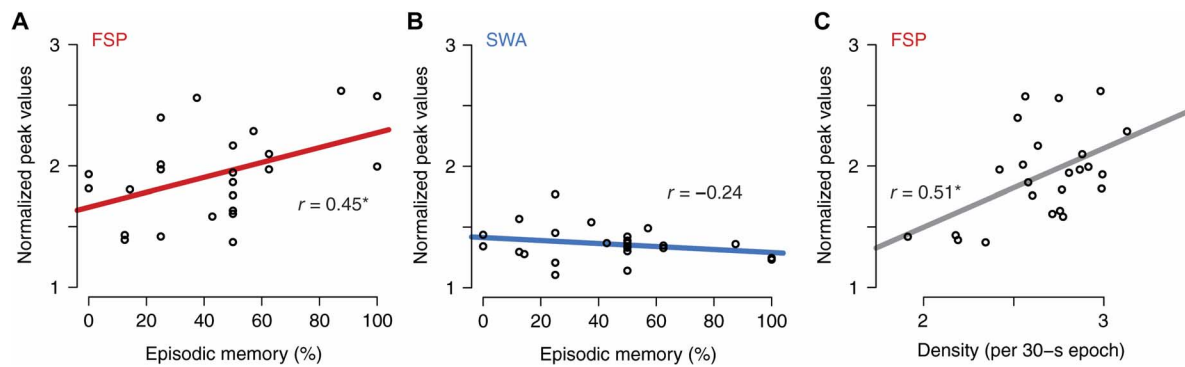 A
FSP
Normalized peak values
3
2
1
r = 0.45*
0 20 40 60 80 100
Episodic memory (%)
B
SWA
Normalized peak values
3
2
1
r = −0.24
0 20 40 60 80 100
Episodic memory (%)
C
FSP
Normalized peak values
3
2
1
r = 0.51*
2 3
Density (per 30−s epoch)